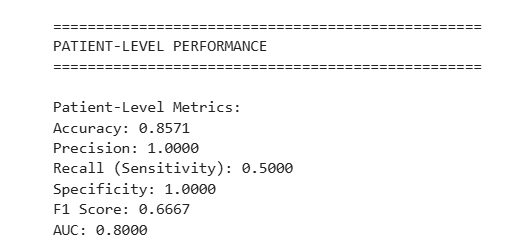 ==================================================
PATIENT-LEVEL PERFORMANCE
==================================================
Patient-Level Metrics:
Accuracy: 0.8571
Precision: 1.0000
Recall (Sensitivity): 0.5000
Specificity: 1.0000
F1 Score: 0.6667
AUC: 0.8000